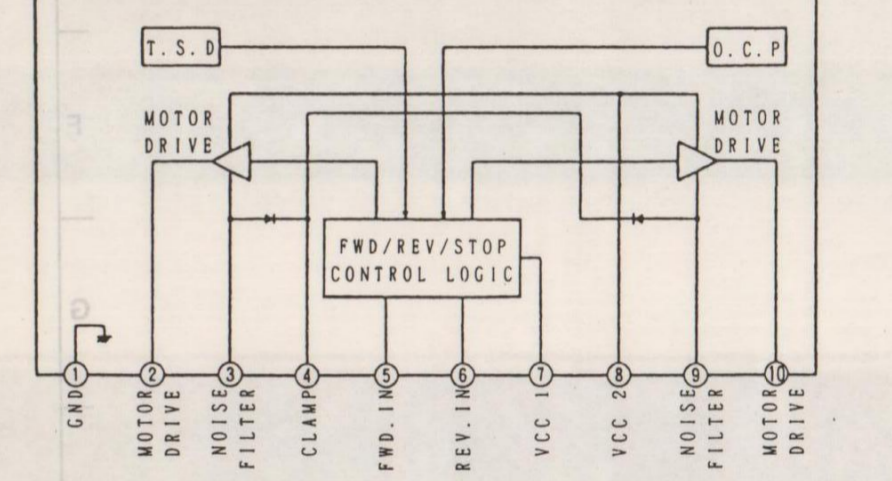 T.S.D
O.C.P
MOTOR
DRIVE
MOTOR
DRIVE
FWD/REV/STOP
CONTROL LOGIC
1
2
3
4
5
6
7
8
9
10
GND
MOTOR
DRIVE
NOISE
FILTER
CLAMP
FWD.IN
REV.IN
VCC 1
VCC 2
NOISE
FILTER
MOTOR
DRIVE
F
G